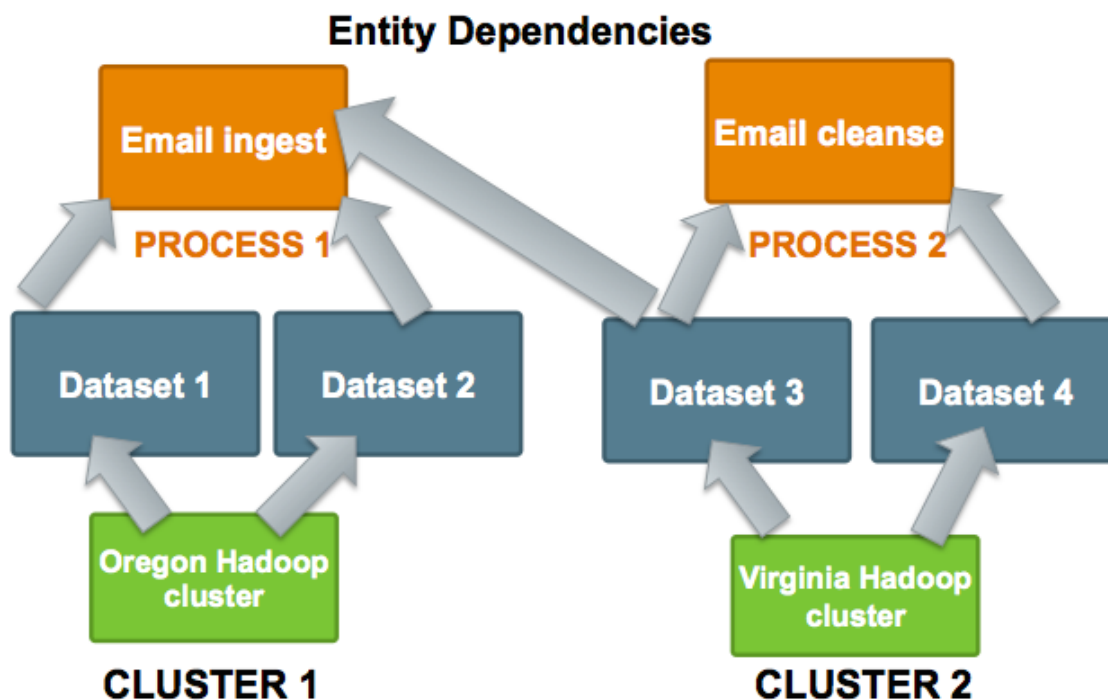 Entity Dependencies
Email ingest
Email cleanse
PROCESS 1
PROCESS 2
Dataset 1
Dataset 2
Dataset 3
Dataset 4
Oregon Hadoop
cluster
Virginia Hadoop
cluster
CLUSTER 1
CLUSTER 2